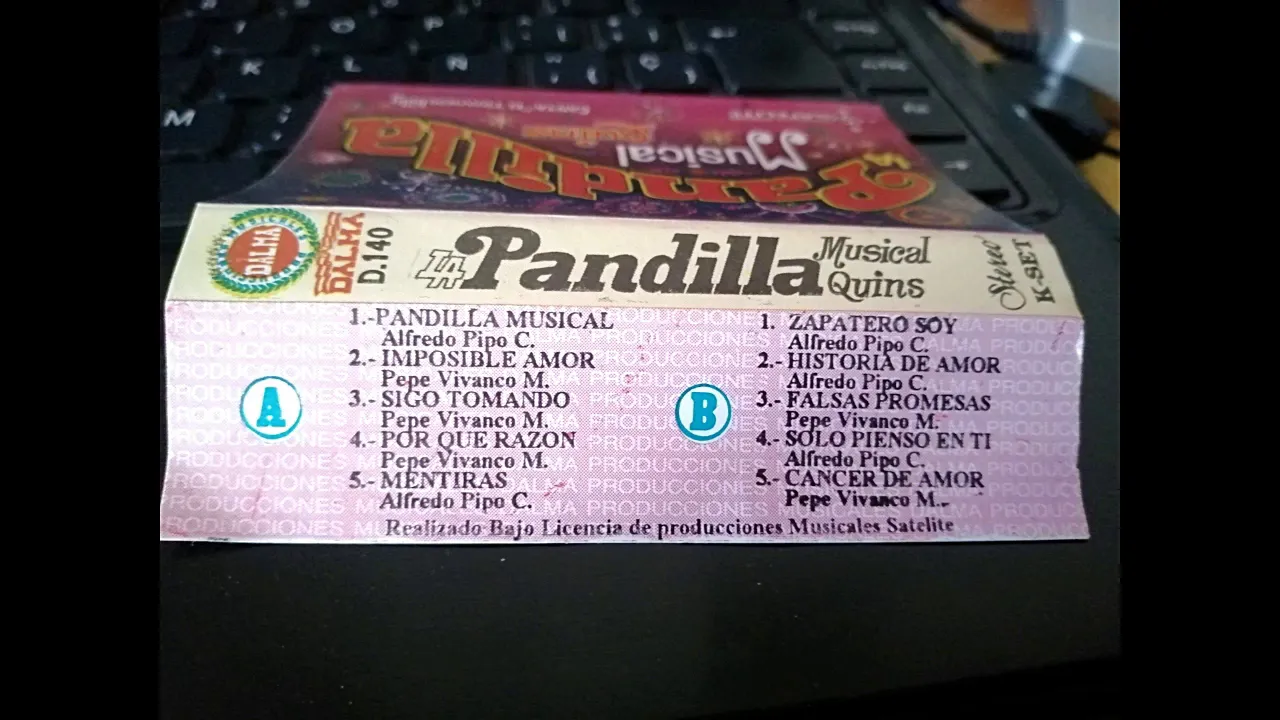 K L Ñ
M
LA Pandilla
Musical
DALMA
DALMA
D.140
LA Pandilla Musical Quins
Stereo
K-SET
A
1.-PANDILLA MUSICAL
Alfredo Pipo C.
2.- IMPOSIBLE AMOR
Pepe Vivanco M.
3.- SIGO TOMANDO
Pepe Vivanco M.
4.- POR QUE RAZON
Pepe Vivanco M.
5.- MENTIRAS
Alfredo Pipo C.
B
1. ZAPATERO SOY
Alfredo Pipo C.
2.- HISTORIA DE AMOR
Alfredo Pipo C.
3.- FALSAS PROMESAS
Pepe Vivanco M.
4.- SOLO PIENSO EN TI
Alfredo Pipo C.
5.- CANCER DE AMOR
Pepe Vivanco M..
Realizado Bajo Licencia de producciones Musicales Satelite